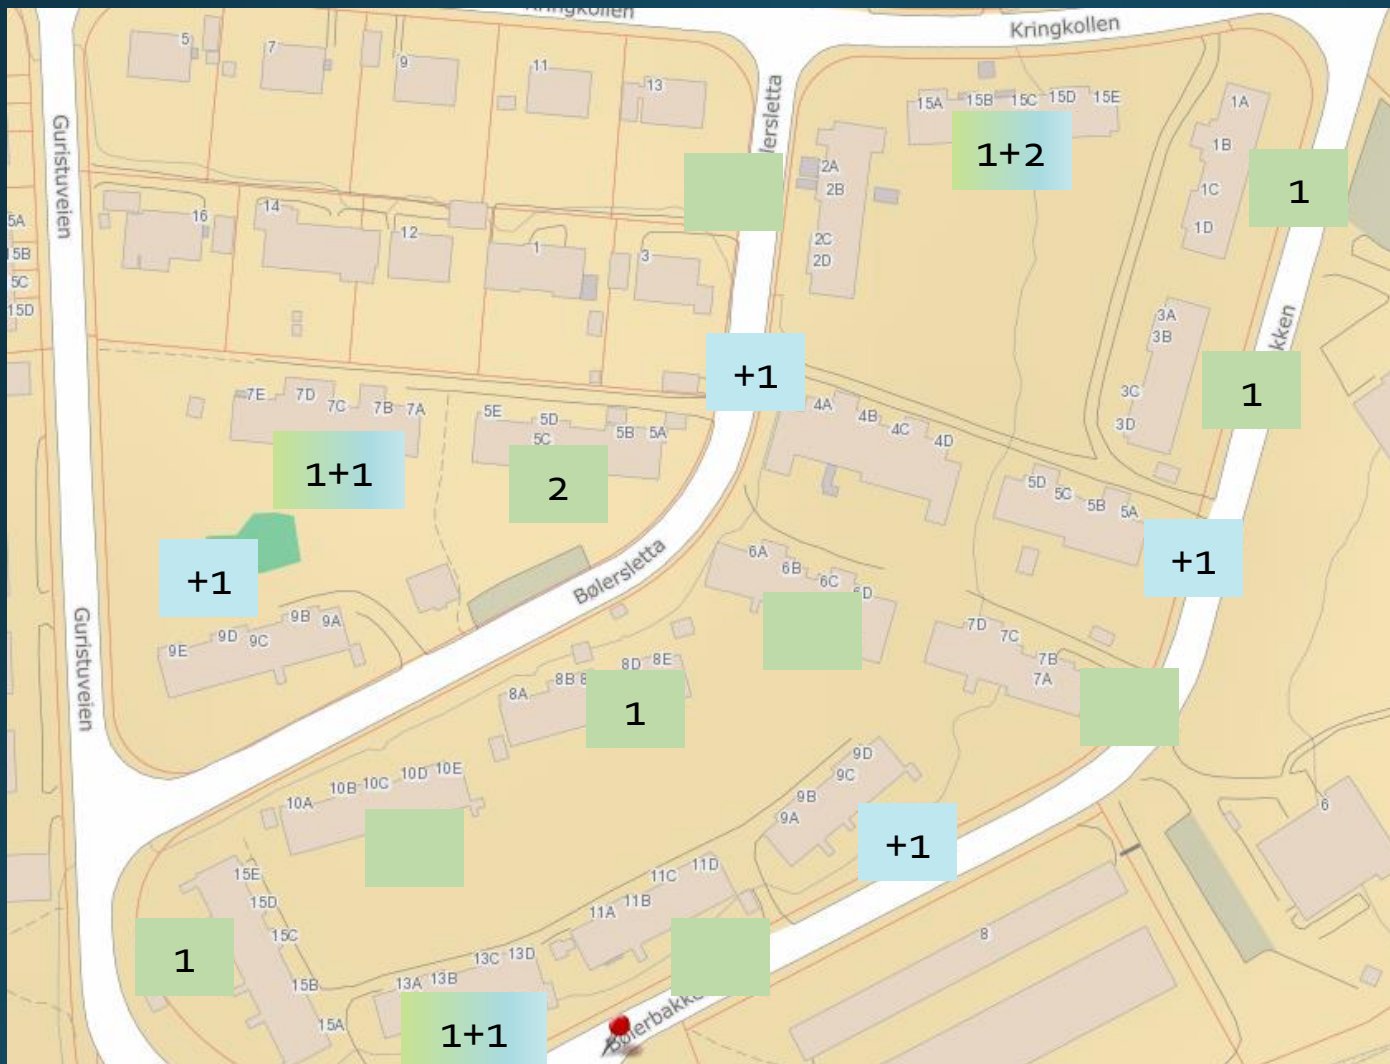 Kringkollen
Kringkollen
5
7
9
11
13
15A
15B
15C
15D
15E
1A
1B
1C
1D
1
1+2
Guristuveien
2A
2B
2C
2D
5A
15B
5C
15D
16
14
12
1
3
3A
3B
3C
3D
1
+1
7E
7D
7C
7B
7A
5E
5D
5C
5B
5A
4A
4B
4C
4D
1+1
2
5D
5C
5B
5A
+1
+1
Bølersletta
6A
6B
6C
6D
9E
9D
9C
9B
9A
7D
7C
7B
7A
Guristuveien
8A
8B
8D
8E
1
10A
10B
10C
10D
10E
9D
9C
9B
9A
+1
6
15E
15D
15C
15B
15A
1
11A
11B
11C
11D
8
13A
13B
13C
13D
1+1